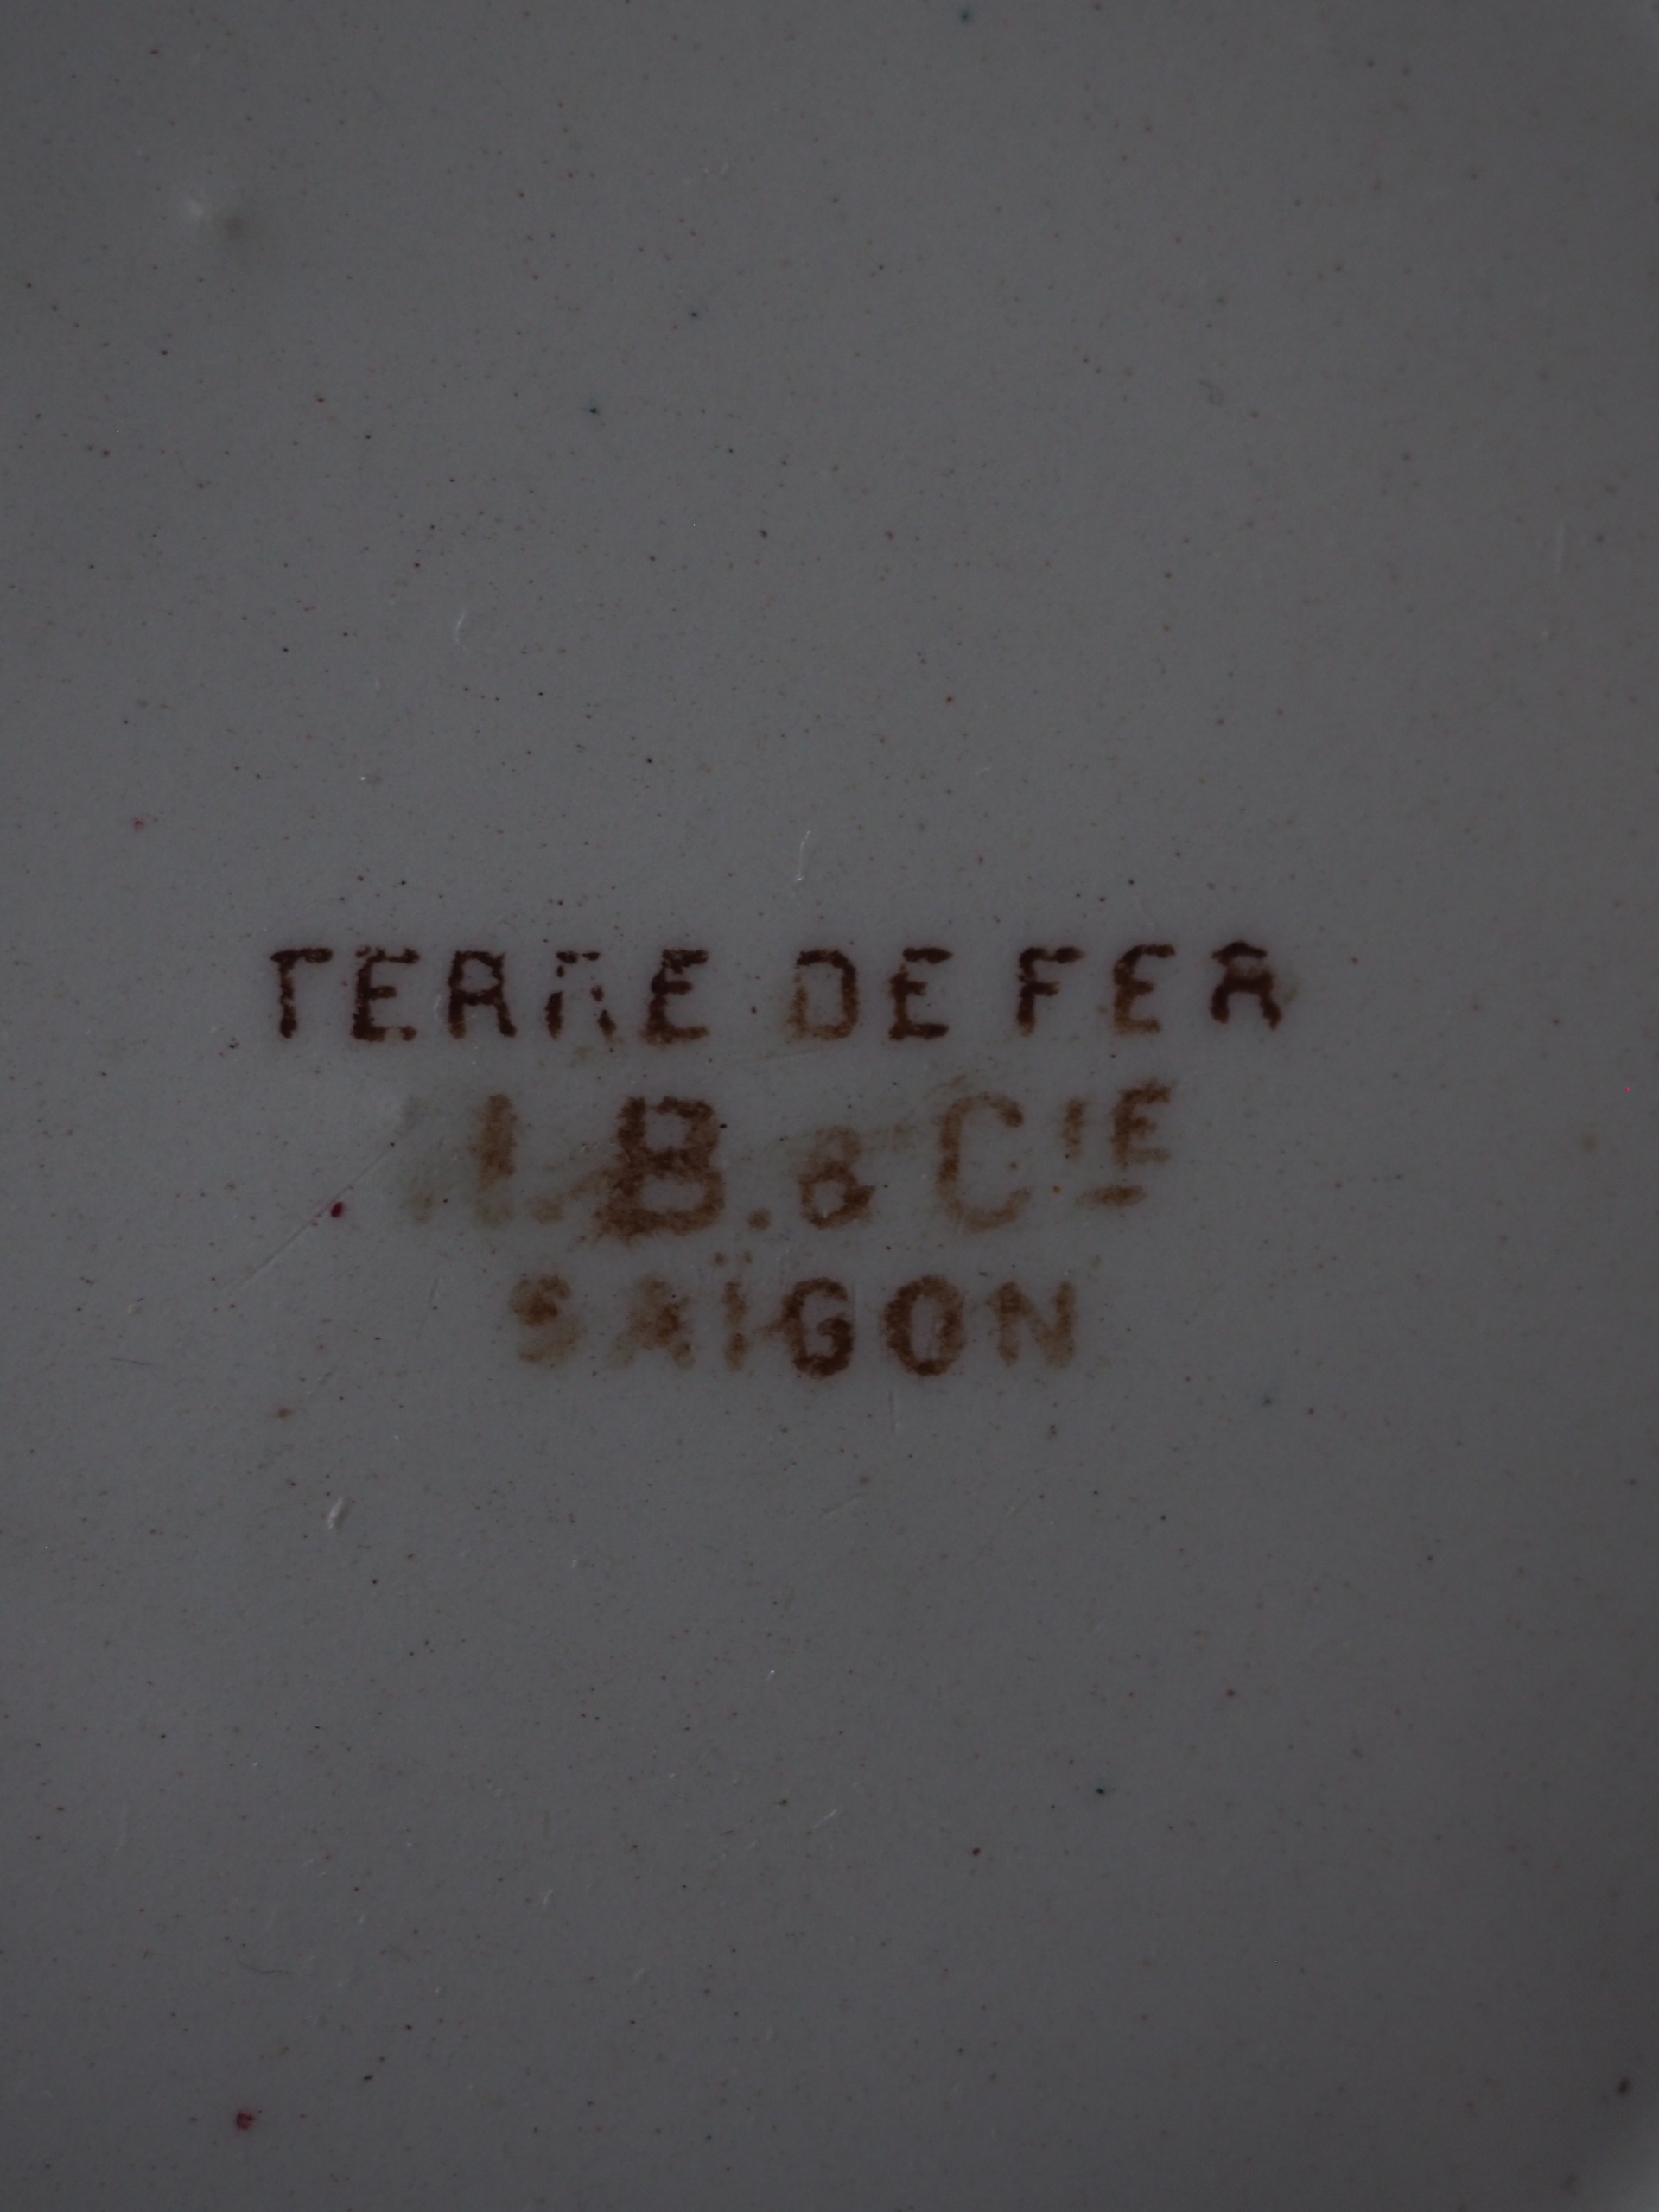 TERRE DE FER
B. & CIE
SAÏGON